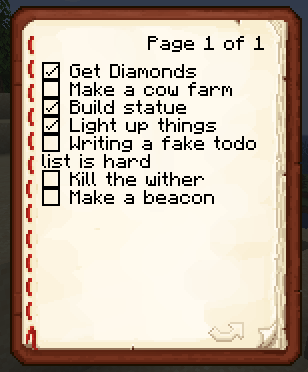 Page 1 of 1
☑ Get Diamonds
☐ Make a cow farm
☑ Build statue
☑ Light up things
☐ Writing a fake todo
list is hard
☐ Kill the wither
☐ Make a beacon